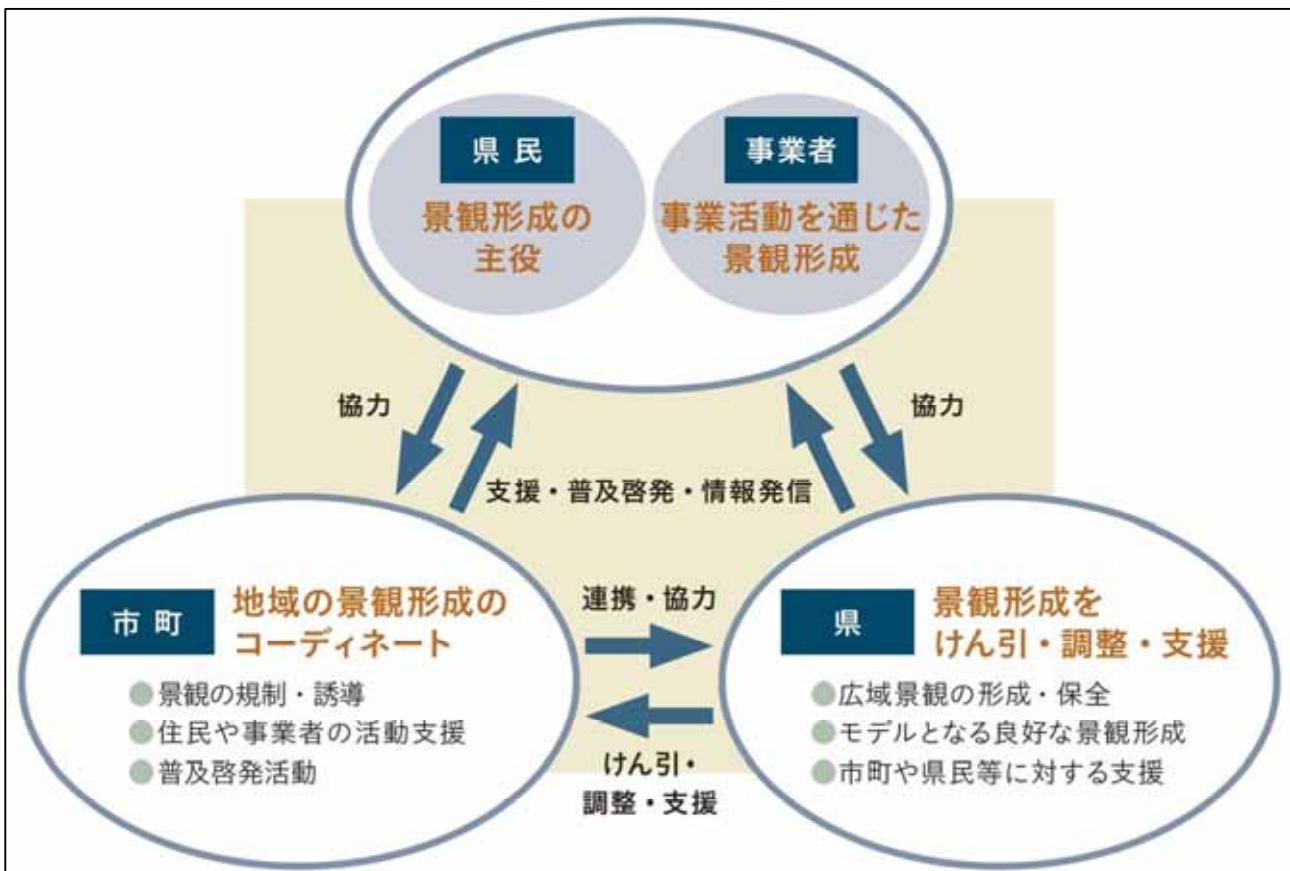 県民
景観形成の
主役
事業者
事業活動を通じた
景観形成
協力
協力
支援・普及啓発・情報発信
市町
地域の景観形成の
コーディネート
●景観の規制・誘導
●住民や事業者の活動支援
●普及啓発活動
連携・協力
けん引・
調整・支援
県
景観形成を
けん引・調整・支援
●広域景観の形成・保全
●モデルとなる良好な景観形成
●市町や県民等に対する支援